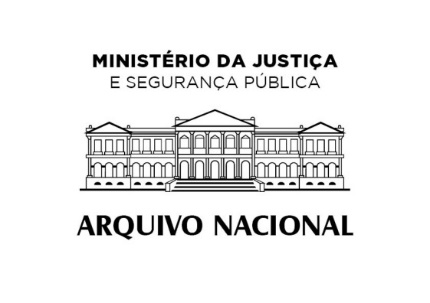 MINISTÉRIO DA JUSTIÇA
E SEGURANÇA PÚBLICA
ARQUIVO NACIONAL